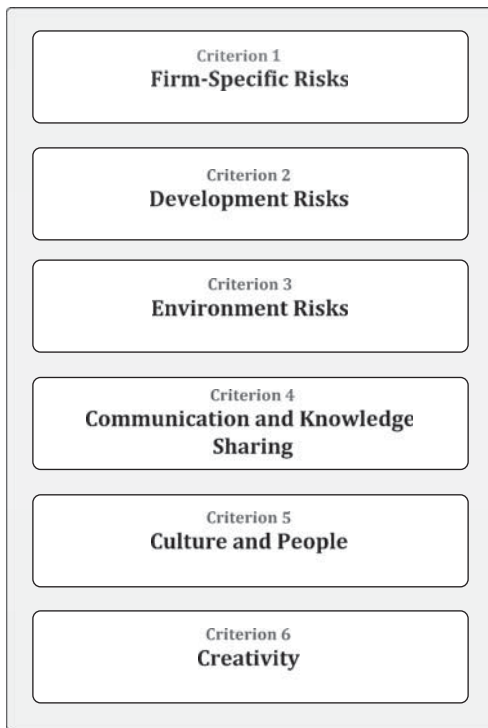 Criterion 1
Firm-Specific Risks
Criterion 2
Development Risks
Criterion 3
Environment Risks
Criterion 4
Communication and Knowledge
Sharing
Criterion 5
Culture and People
Criterion 6
Creativity